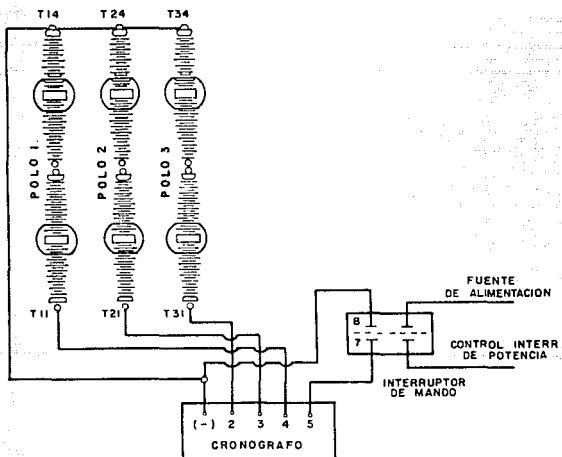 T14 T24 T34
POLO 1.
POLO 2
POLO 3
T11 T21 T31
FUENTE
DE ALIMENTACION
8
7
CONTROL INTERR
DE POTENCIA
INTERRUPTOR
DE MANDO
(-) 2 3 4 5
CRONOGRAFO